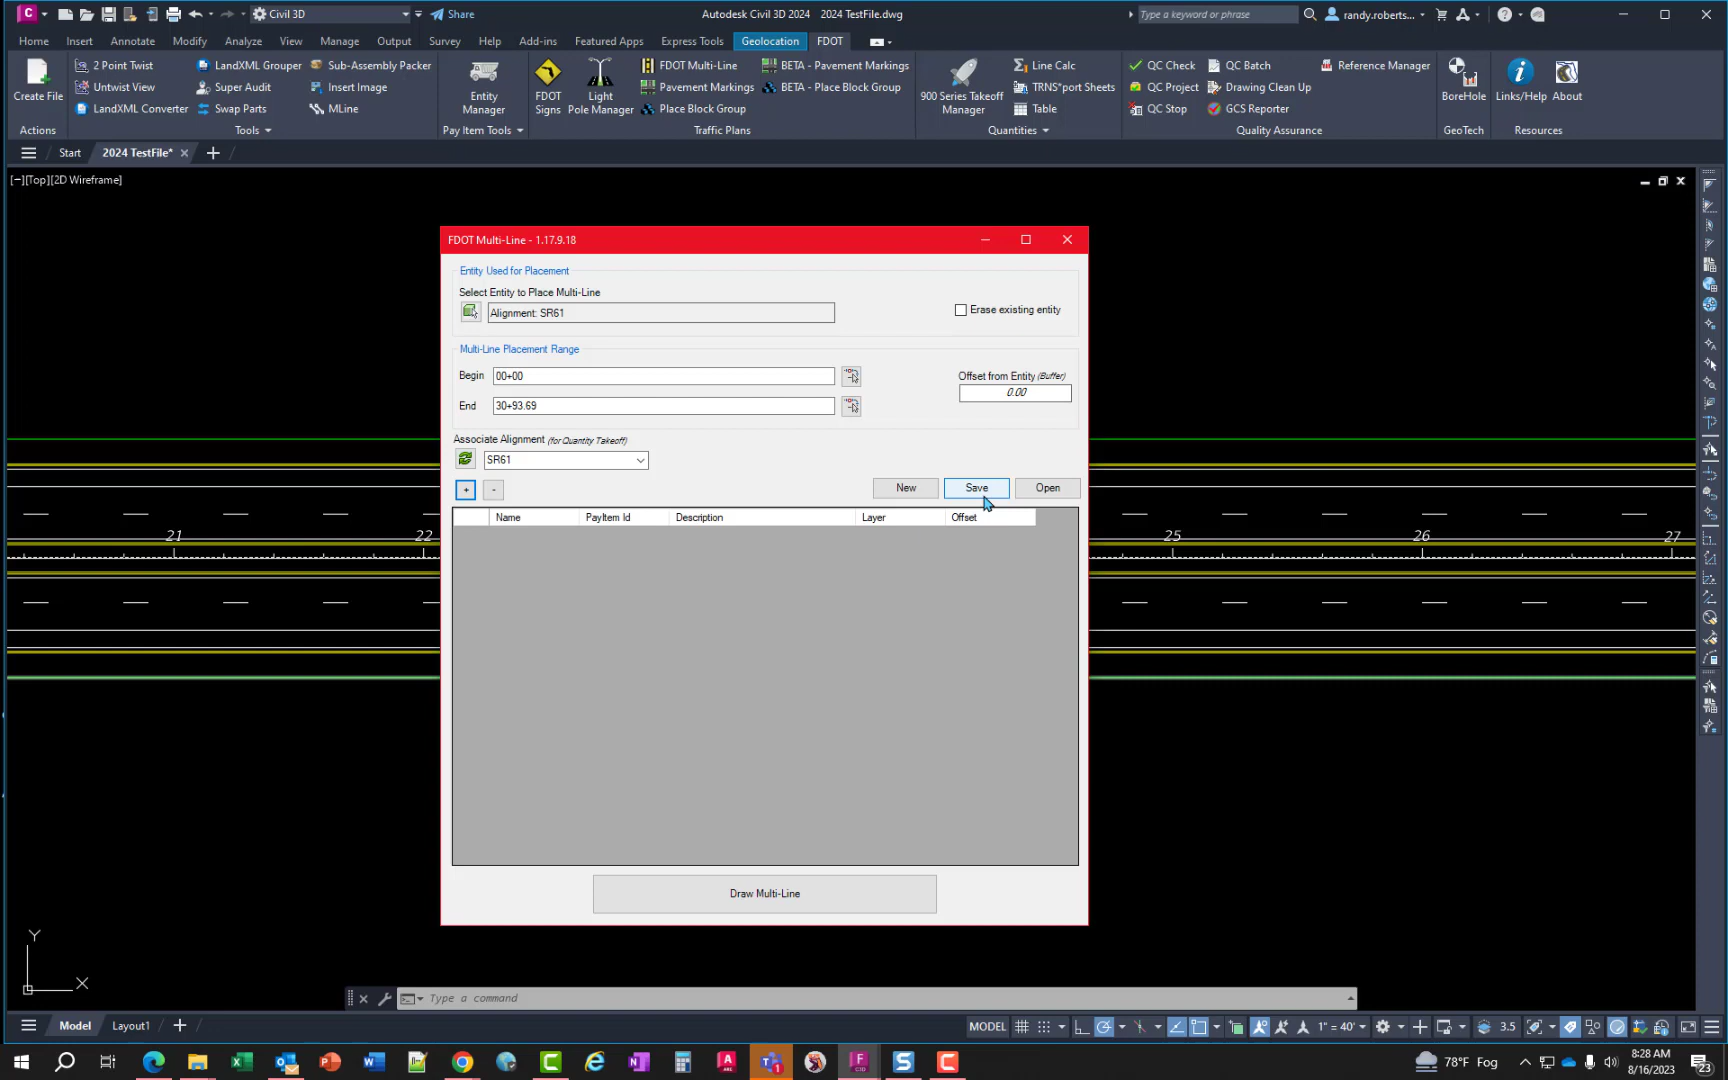 Civil 3D
Share
Autodesk Civil 3D 2024 2024 TestFile.dwg
Type a keyword or phrase
randy.roberts...
Home Insert Annotate Modify Analyze View Manage Output Survey Help Add-ins Featured Apps Express Tools Geolocation FDOT
Create File
Actions
2 Point Twist
Untwist View
LandXML Converter
LandXML Grouper
Super Audit
Swap Parts
Sub-Assembly Packer
Insert Image
MLine
Tools
Entity
Manager
Pay Item Tools
FDOT
Signs
Light
Pole Manager
FDOT Multi-Line
Pavement Markings
Place Block Group
BETA - Pavement Markings
BETA - Place Block Group
Traffic Plans
900 Series Takeoff
Manager
Line Calc
TRNS*port Sheets
Table
Quantities
QC Check
QC Project
QC Stop
QC Batch
Drawing Clean Up
GCS Reporter
Reference Manager
Quality Assurance
BoreHole
GeoTech
Links/Help
About
Resources
Start
2024 TestFile*
[−][Top][2D Wireframe]
FDOT Multi-Line - 1.17.9.18
Entity Used for Placement
Select Entity to Place Multi-Line
Alignment: SR61
Erase existing entity
Multi-Line Placement Range
Begin 00+00
End 30+93.69
Offset from Entity (Buffer)
0.00
Associate Alignment (for Quantity Takeoff)
SR61
+ -
New Save Open
Name PayItem Id Description Layer Offset
21 22 25 26 27
Draw Multi-Line
Y
X
Type a command
Model Layout1
MODEL
1" = 40'
3.5
78°F Fog
8:28 AM
8/16/2023
23